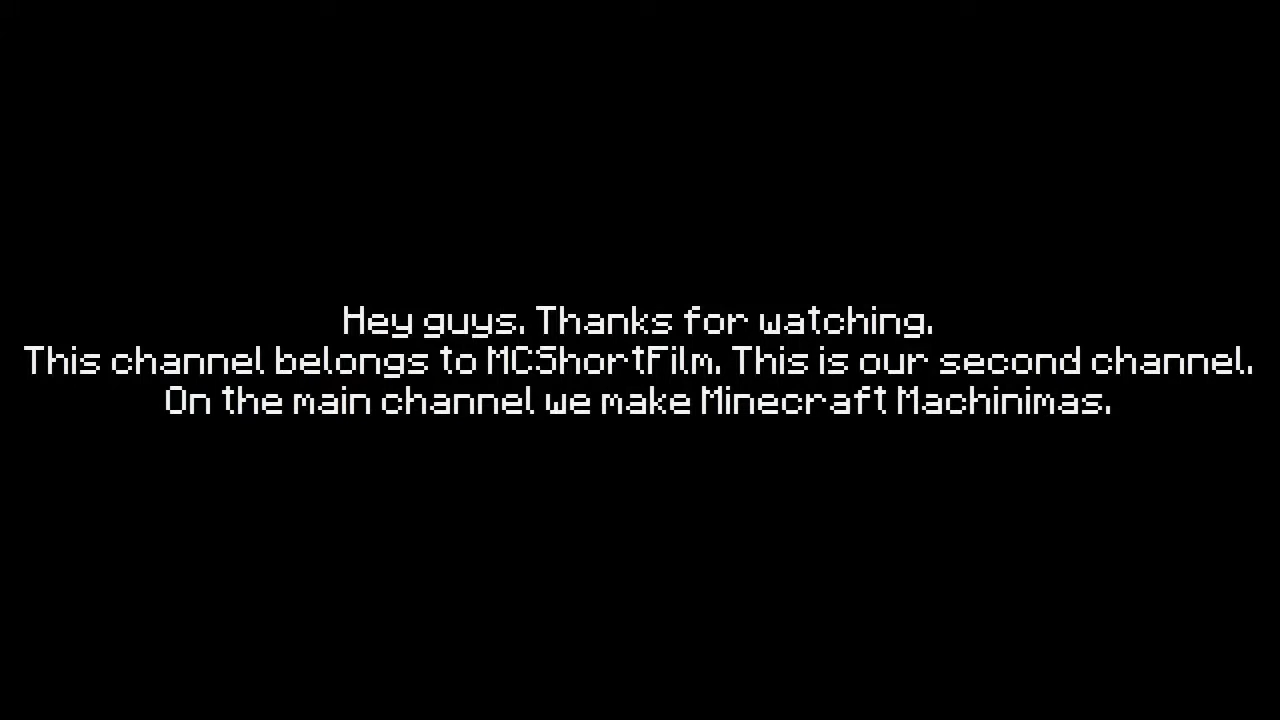 Hey guys. Thanks for watching.
This channel belongs to MCShortFilm. This is our second channel.
On the main channel we make Minecraft Machinimas.